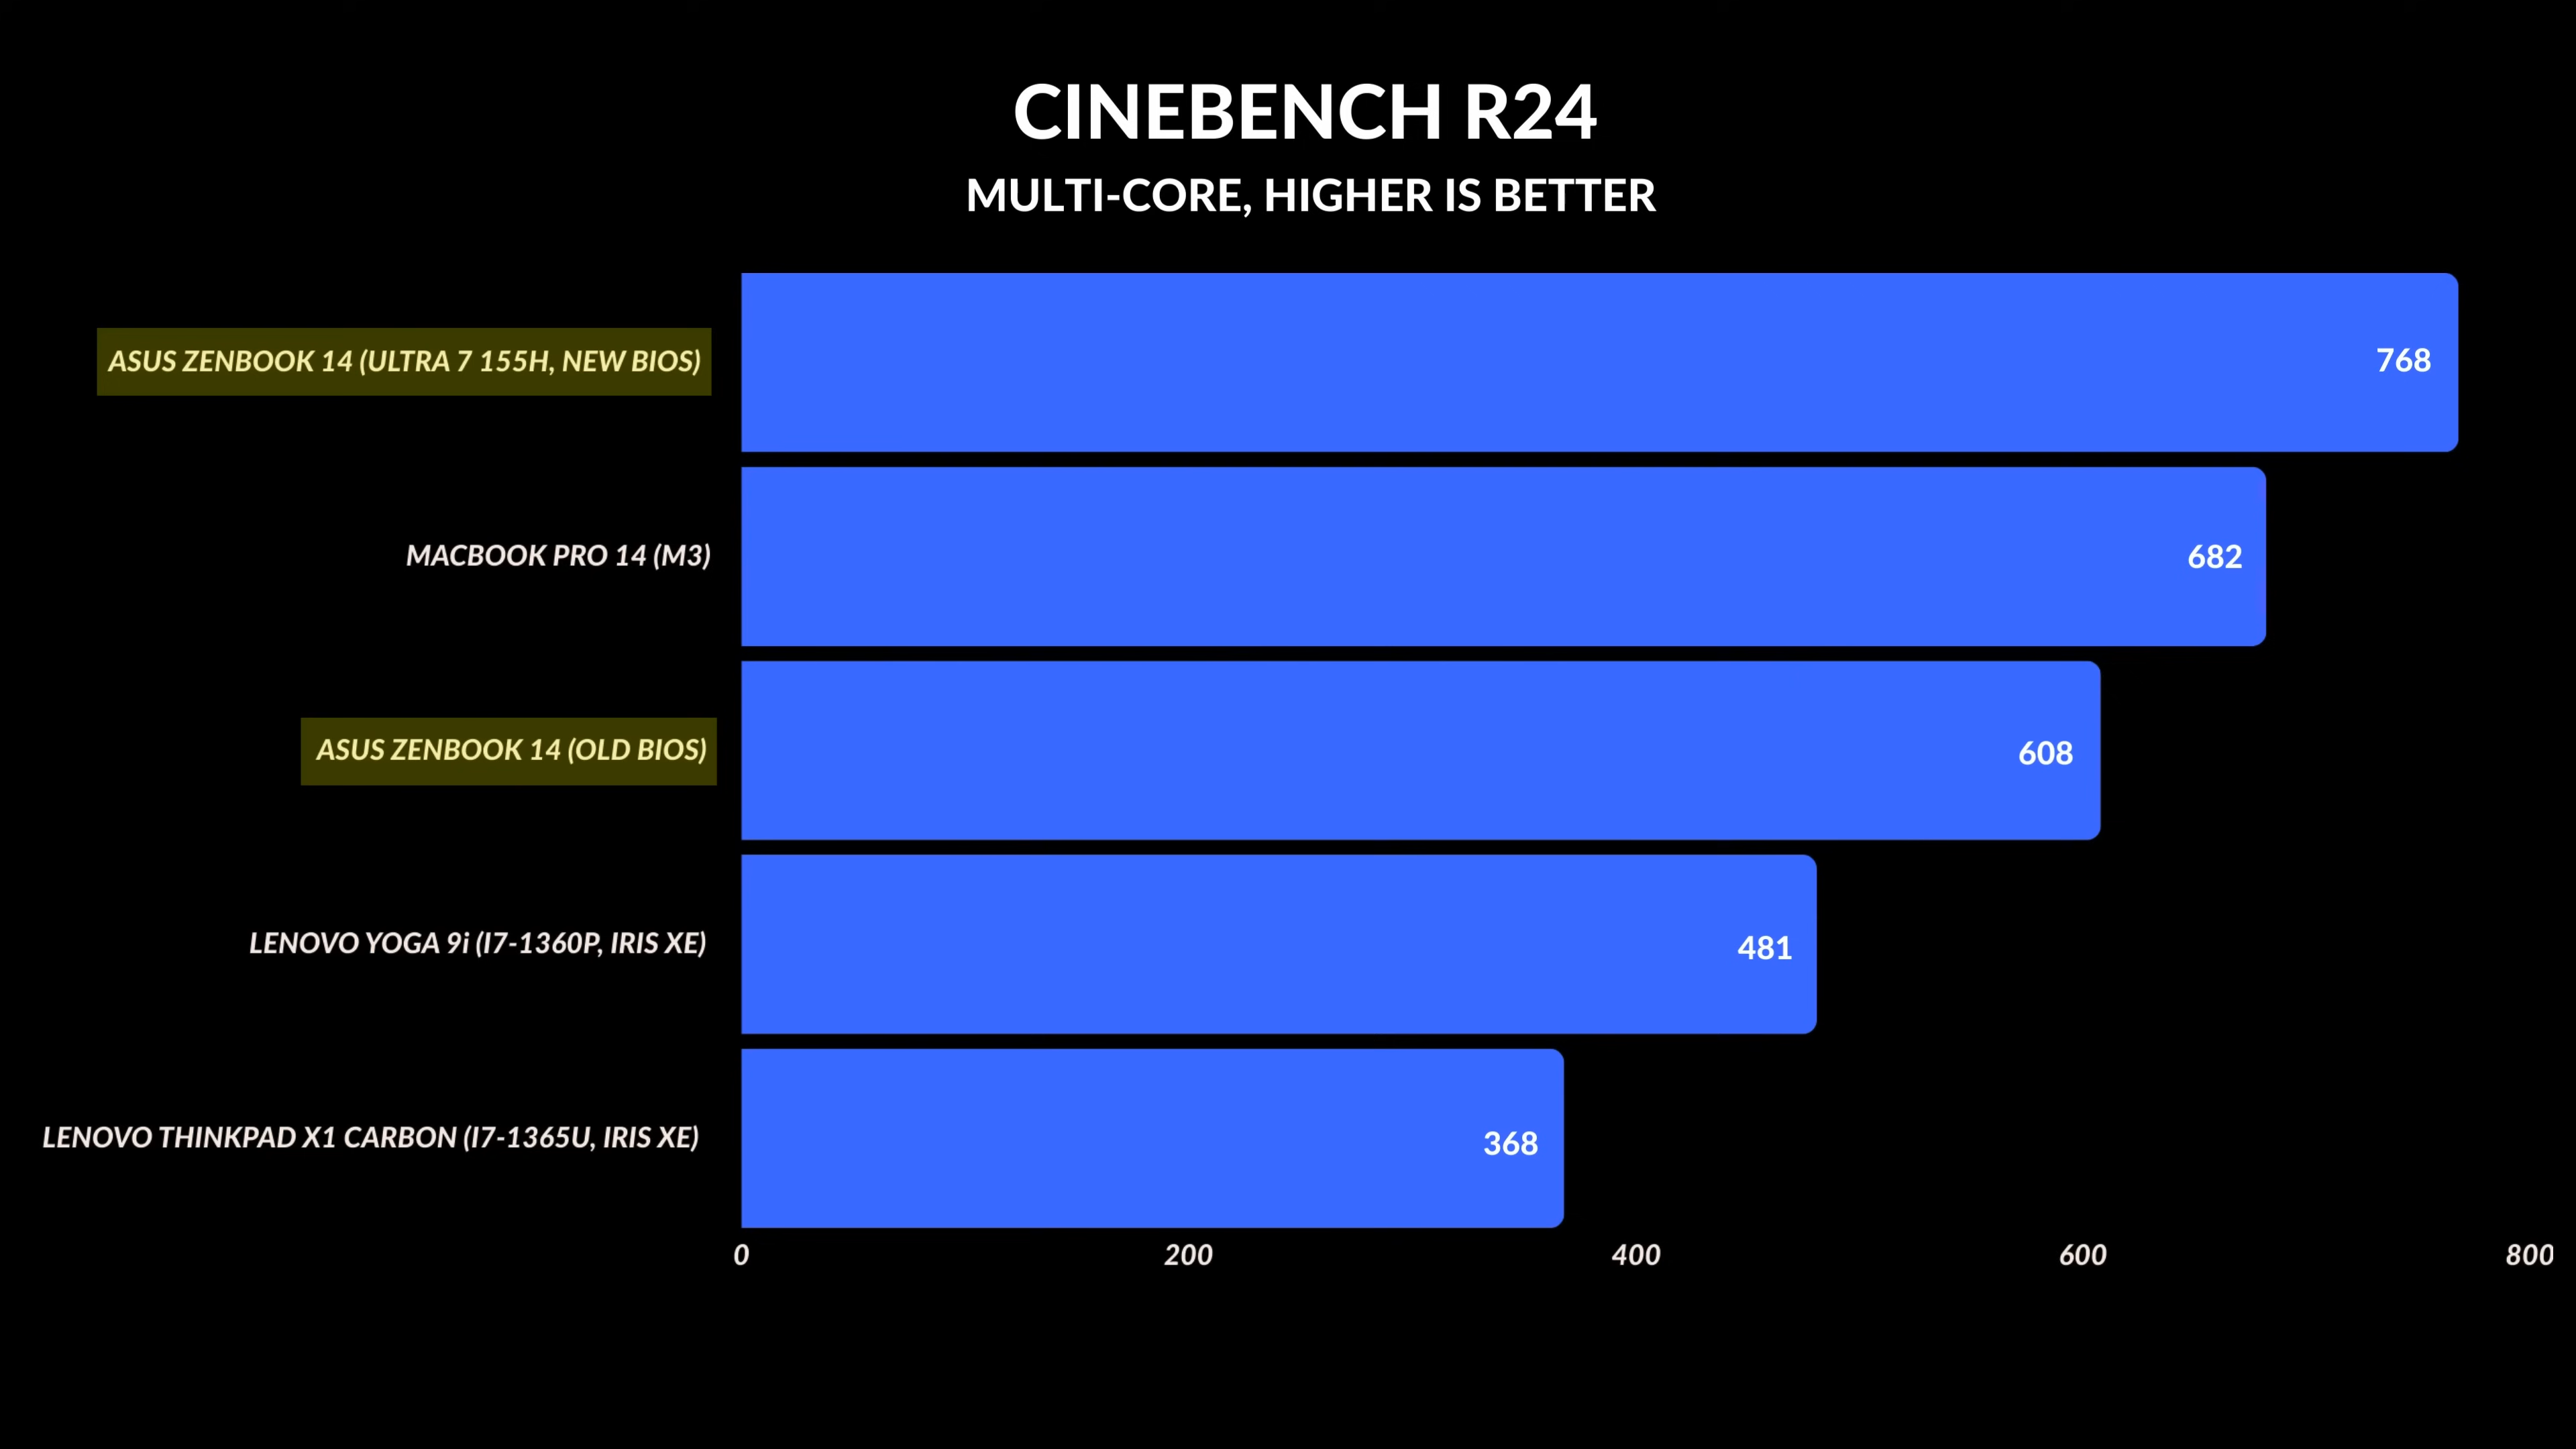 CINEBENCH R24
MULTI-CORE, HIGHER IS BETTER
ASUS ZENBOOK 14 (ULTRA 7 155H, NEW BIOS) 768
MACBOOK PRO 14 (M3) 682
ASUS ZENBOOK 14 (OLD BIOS) 608
LENOVO YOGA 9i (I7-1360P, IRIS XE) 481
LENOVO THINKPAD X1 CARBON (I7-1365U, IRIS XE) 368
0 200 400 600 800